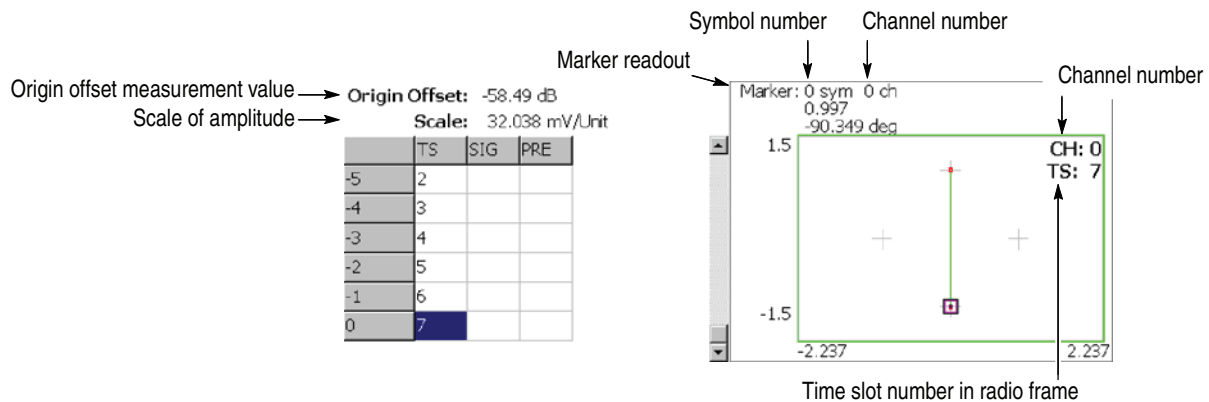 Symbol number
Channel number
Marker readout
Channel number
Origin offset measurement value
Origin Offset: -58.49 dB
Scale of amplitude
Scale: 32.038 mV/Unit
TS SIG PRE
-5 2
-4 3
-3 4
-2 5
-1 6
0 7
Marker: 0 sym 0 ch
0.997
-90.349 deg
1.5
CH: 0
TS: 7
-1.5
-2.237 2.237
Time slot number in radio frame